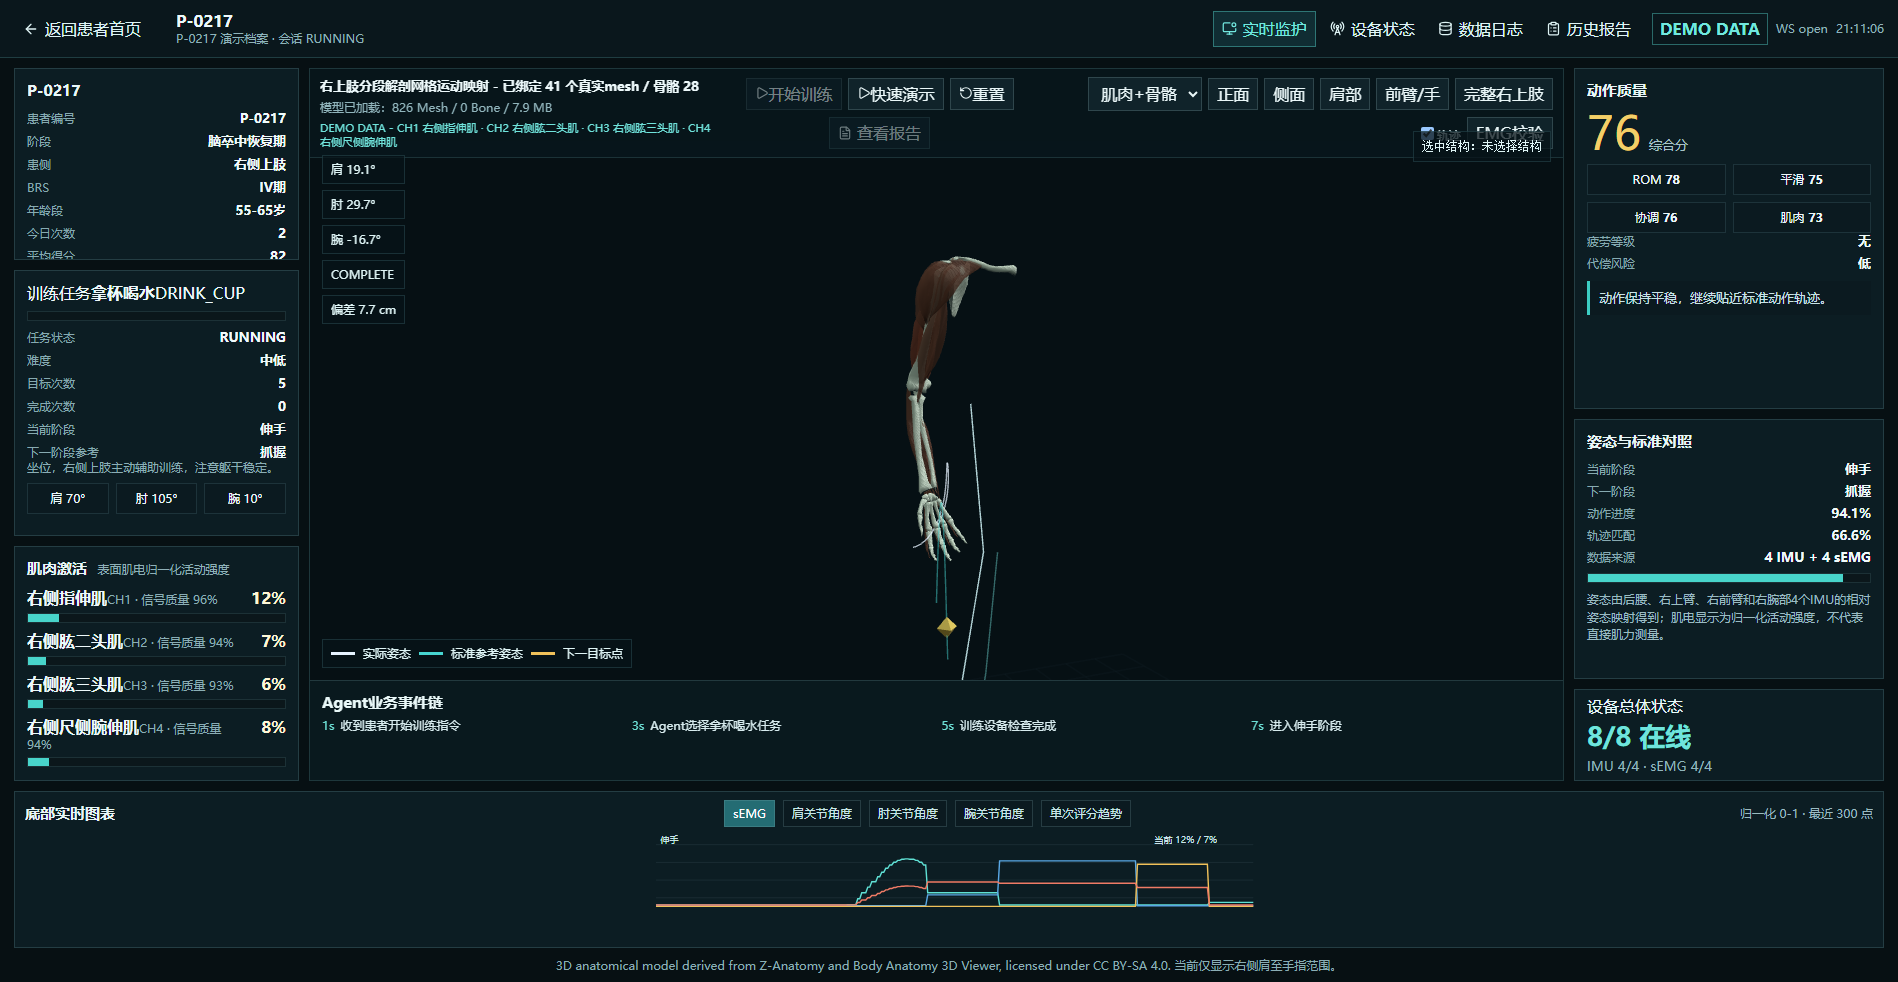 返回患者首页
P-0217
P-0217 演示档案 · 会话 RUNNING
实时监护
设备状态
数据日志
历史报告
DEMO DATA
WS open 21:11:06
P-0217
患者编号 P-0217
阶段 脑卒中恢复期
患侧 右侧上肢
BRS IV期
年龄段 55-65岁
今日次数 2
平均得分 82
训练任务拿杯喝水DRINK_CUP
任务状态 RUNNING
难度 中低
目标次数 5
完成次数 0
当前阶段 伸手
下一阶段参考 抓握
坐位，右侧上肢主动辅助训练，注意躯干稳定。
肩 70°
肘 105°
腕 10°
肌肉激活 表面肌电归一化活动强度
右侧指伸肌CH1 · 信号质量 96% 12%
右侧肱二头肌CH2 · 信号质量 94% 7%
右侧肱三头肌CH3 · 信号质量 93% 6%
右侧尺侧腕伸肌CH4 · 信号质量 8%
94%
右上肢分段解剖网格运动映射 - 已绑定 41 个真实mesh / 骨骼 28
模型已加载：826 Mesh / 0 Bone / 7.9 MB
DEMO DATA - CH1 右侧指伸肌 · CH2 右侧肱二头肌 · CH3 右侧肱三头肌 · CH4
右侧尺侧腕伸肌
开始训练
快速演示
重置
查看报告
肌肉+骨骼
正面
侧面
肩部
前臂/手
完整右上肢
轨迹
EMG校验
选中结构：未选择结构
肩 19.1°
肘 29.7°
腕 -16.7°
COMPLETE
偏差 7.7 cm
实际姿态
标准参考姿态
下一目标点
Agent业务事件链
1s 收到患者开始训练指令
3s Agent选择拿杯喝水任务
5s 训练设备检查完成
7s 进入伸手阶段
动作质量
76 综合分
ROM 78
平滑 75
协调 76
肌肉 73
疲劳等级 无
代偿风险 低
动作保持平稳，继续贴近标准动作轨迹。
姿态与标准对照
当前阶段 伸手
下一阶段 抓握
动作进度 94.1%
轨迹匹配 66.6%
数据来源 4 IMU + 4 sEMG
姿态由后腰、右上臂、右前臂和右腕部4个IMU的相对
姿态映射得到；肌电显示为归一化活动强度，不代表
直接肌力测量。
设备总体状态
8/8 在线
IMU 4/4 · sEMG 4/4
底部实时图表
sEMG
肩关节角度
肘关节角度
腕关节角度
单次评分趋势
归一化 0-1 · 最近 300 点
伸手
当前 12% / 7%
3D anatomical model derived from Z-Anatomy and Body Anatomy 3D Viewer, licensed under CC BY-SA 4.0. 当前仅显示右侧肩至手指范围。